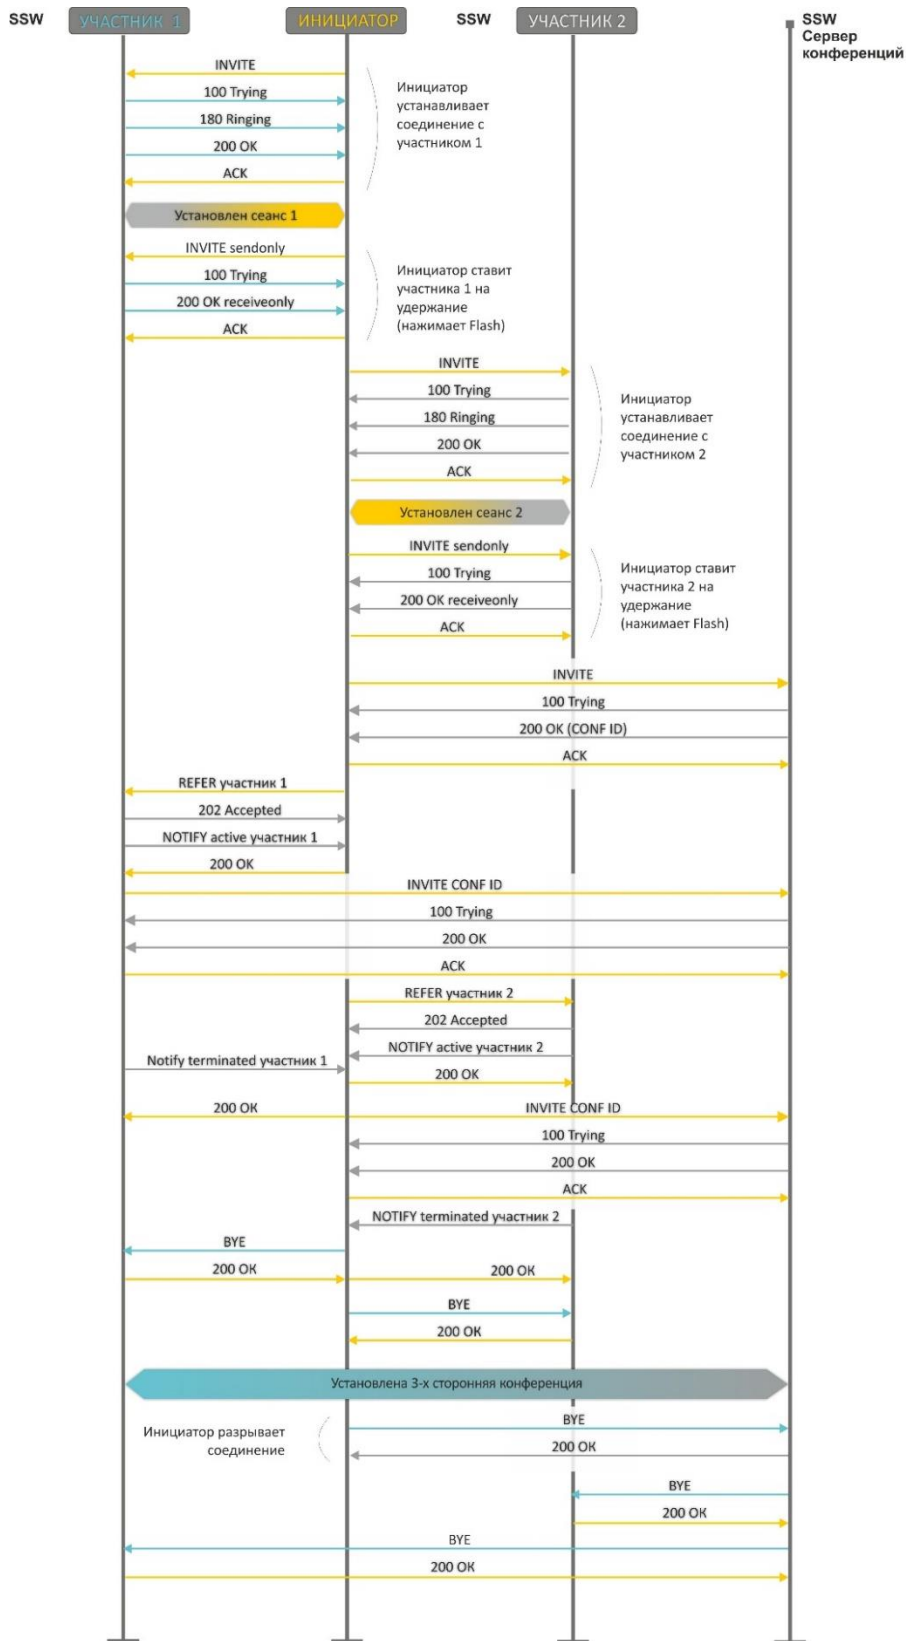 SSW
УЧАСТНИК 1
ИНИЦИАТОР
SSW
УЧАСТНИК 2
SSW
Сервер
конференций
INVITE
100 Trying
180 Ringing
200 OK
ACK
Инициатор
устанавливает
соединение с
участником 1
Установлен сеанс 1
INVITE sendonly
100 Trying
200 OK receiveonly
ACK
Инициатор ставит
участника 1 на
удержание
(нажимает Flash)
INVITE
100 Trying
180 Ringing
200 OK
ACK
Инициатор
устанавливает
соединение с
участником 2
Установлен сеанс 2
INVITE sendonly
100 Trying
200 OK receiveonly
ACK
Инициатор ставит
участника 2 на
удержание
(нажимает Flash)
INVITE
100 Trying
200 OK (CONF ID)
ACK
REFER участник 1
202 Accepted
NOTIFY active участник 1
200 OK
INVITE CONF ID
100 Trying
200 OK
ACK
REFER участник 2
202 Accepted
NOTIFY active участник 2
Notify terminated участник 1
200 OK
200 OK
INVITE CONF ID
100 Trying
200 OK
ACK
NOTIFY terminated участник 2
BYE
200 OK
200 OK
BYE
200 OK
Установлена 3-х сторонняя конференция
Инициатор разрывает
соединение
BYE
200 OK
BYE
200 OK
BYE
200 OK